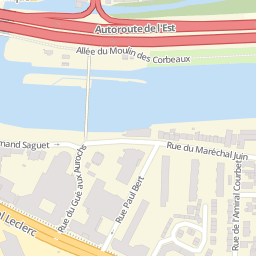 Autoroute de l'Est
Allée du Moulin des Corbeaux
mand Saguet
Rue du Maréchal Juin
Rue du Gué aux Aurochs
Rue Paul Bert
Rue de l'Amiral Courbet
al Leclerc